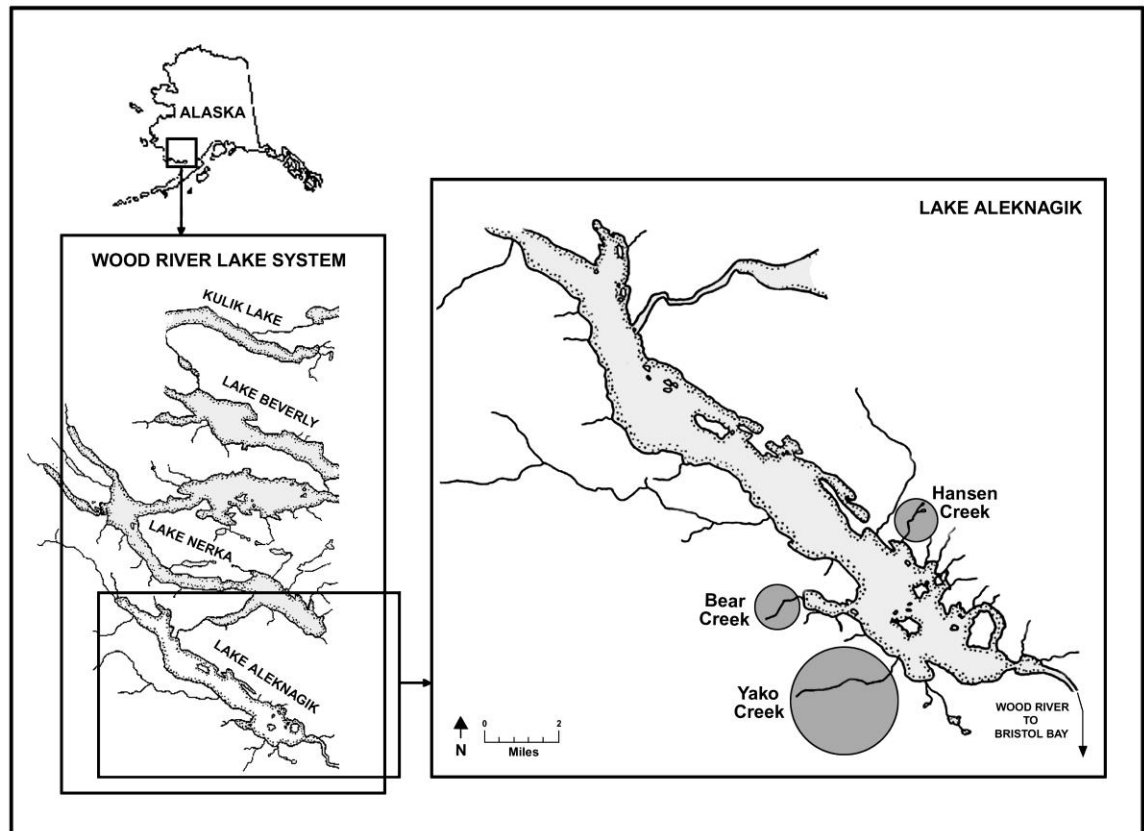 ALASKA
WOOD RIVER LAKE SYSTEM
KULIK LAKE
LAKE BEVERLY
LAKE NERKA
LAKE ALEKNAGIK
LAKE ALEKNAGIK
Hansen
Creek
Bear
Creek
Yako
Creek
N
0 2
Miles
WOOD RIVER
TO
BRISTOL BAY